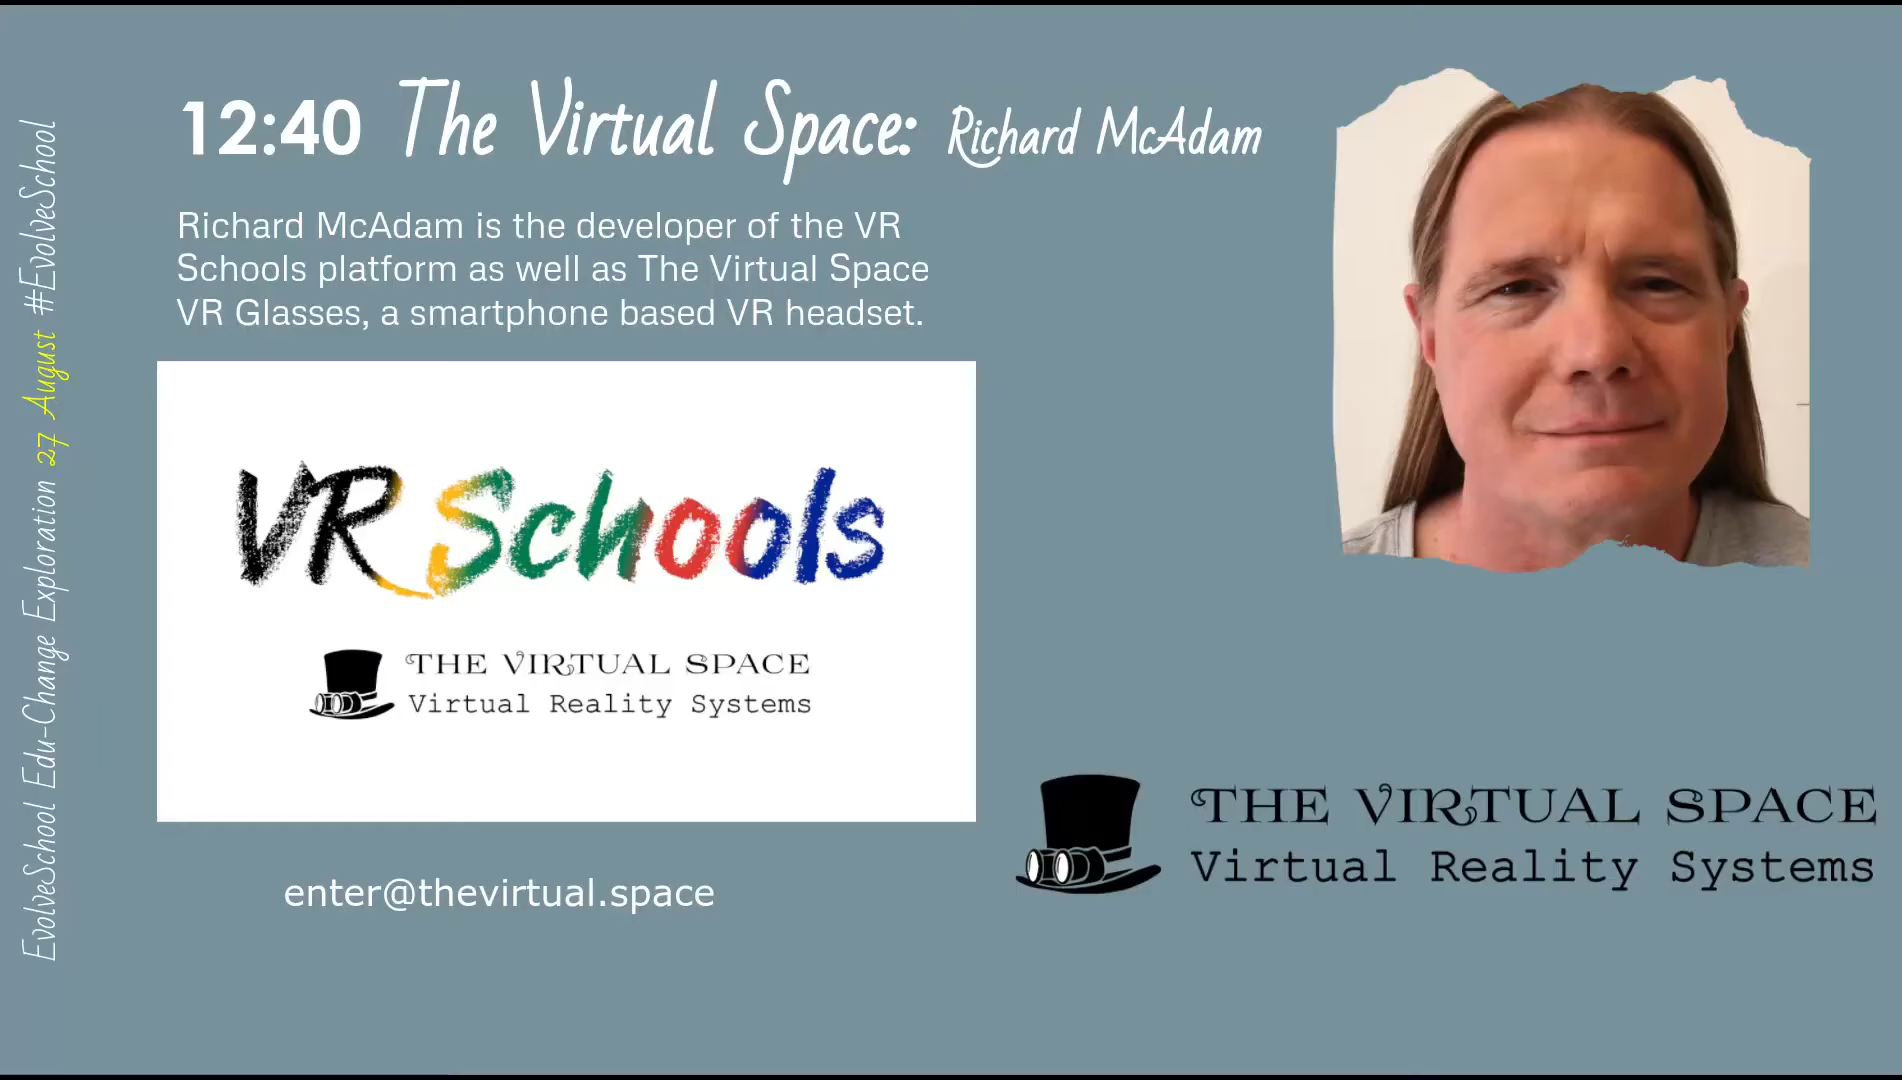 12:40 The Virtual Space: Richard McAdam
Richard McAdam is the developer of the VR
Schools platform as well as The Virtual Space
VR Glasses, a smartphone based VR headset.
VR Schools
THE VIRTUAL SPACE
Virtual Reality Systems
enter@thevirtual.space
THE VIRTUAL SPACE
Virtual Reality Systems
EvolveSchool Edu-Change Exploration 27 August #EvolveSchool